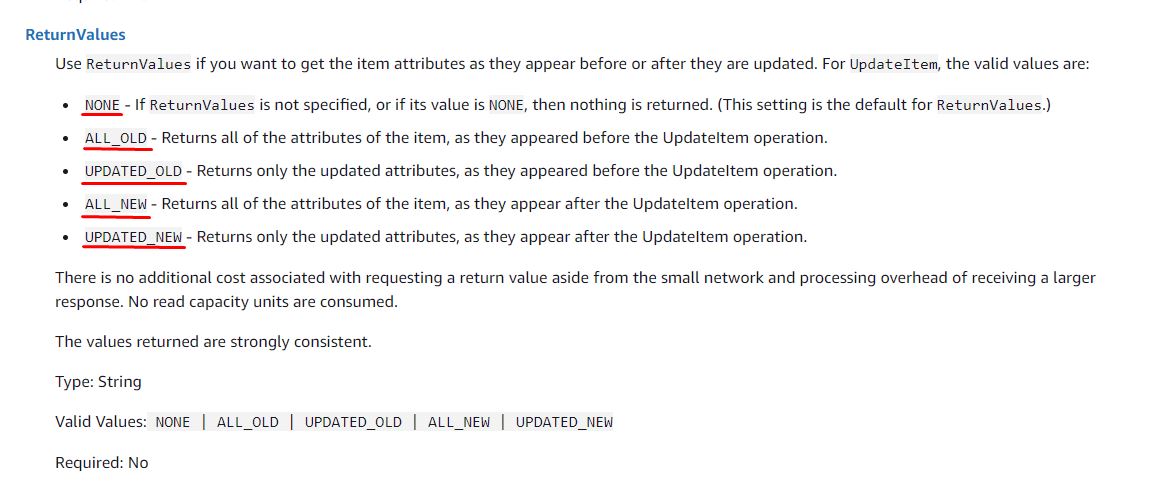 ReturnValues
Use ReturnValues if you want to get the item attributes as they appear before or after they are updated. For UpdateItem, the valid values are:
• NONE - If ReturnValues is not specified, or if its value is NONE, then nothing is returned. (This setting is the default for ReturnValues.)
• ALL_OLD - Returns all of the attributes of the item, as they appeared before the UpdateItem operation.
• UPDATED_OLD - Returns only the updated attributes, as they appeared before the UpdateItem operation.
• ALL_NEW - Returns all of the attributes of the item, as they appear after the UpdateItem operation.
• UPDATED_NEW - Returns only the updated attributes, as they appear after the UpdateItem operation.
There is no additional cost associated with requesting a return value aside from the small network and processing overhead of receiving a larger
response. No read capacity units are consumed.
The values returned are strongly consistent.
Type: String
Valid Values: NONE | ALL_OLD | UPDATED_OLD | ALL_NEW | UPDATED_NEW
Required: No